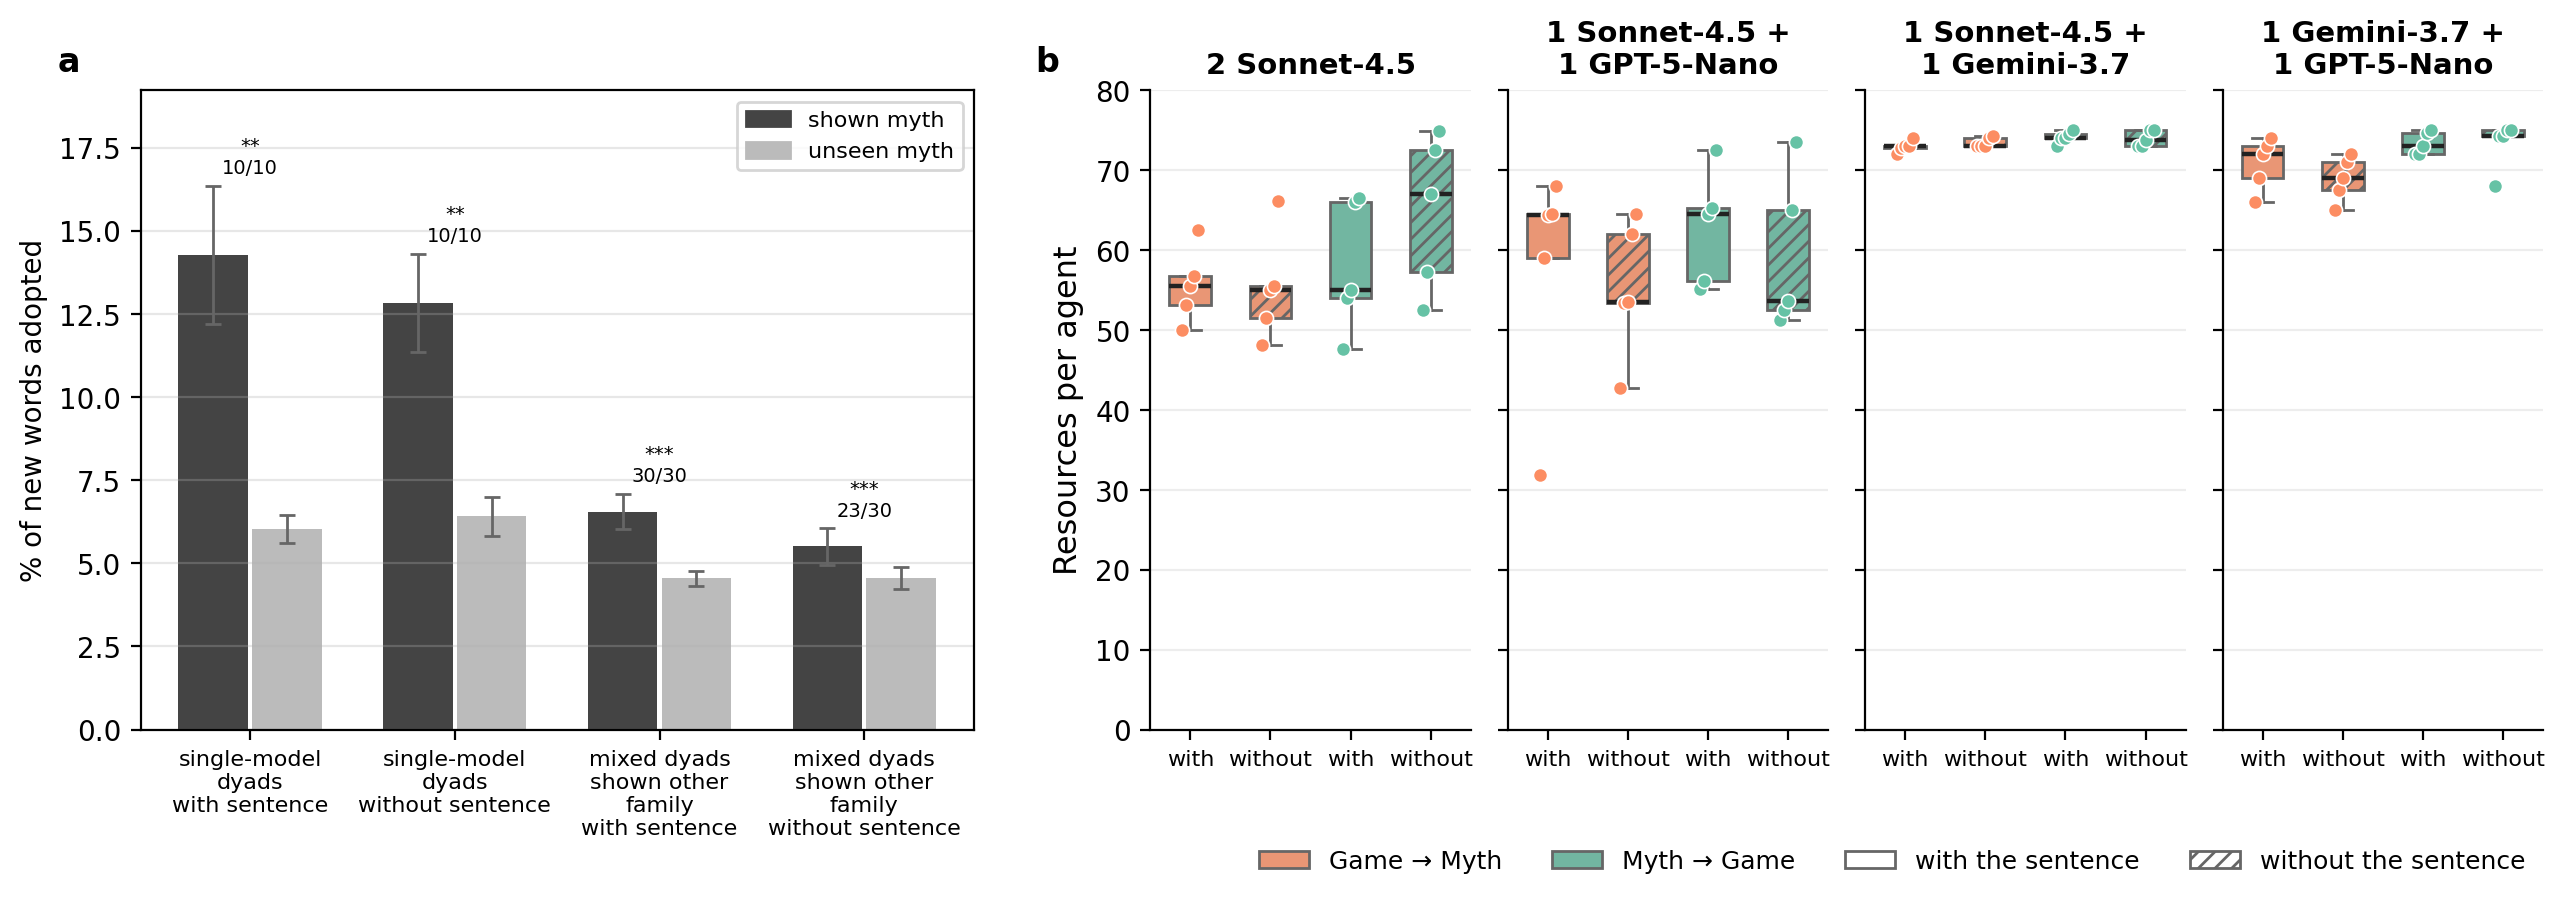 a
% of new words adopted
17.5
15.0
12.5
10.0
7.5
5.0
2.5
0.0
**
10/10
**
10/10
***
30/30
***
23/30
shown myth
unseen myth
single-model
dyads
with sentence
single-model
dyads
without sentence
mixed dyads
shown other
family
with sentence
mixed dyads
shown other
family
without sentence
b
Resources per agent
80
70
60
50
40
30
20
10
0
2 Sonnet-4.5
with without with without
1 Sonnet-4.5 +
1 GPT-5-Nano
with without with without
1 Sonnet-4.5 +
1 Gemini-3.7
with without with without
1 Gemini-3.7 +
1 GPT-5-Nano
with without with without
Game → Myth
Myth → Game
with the sentence
without the sentence